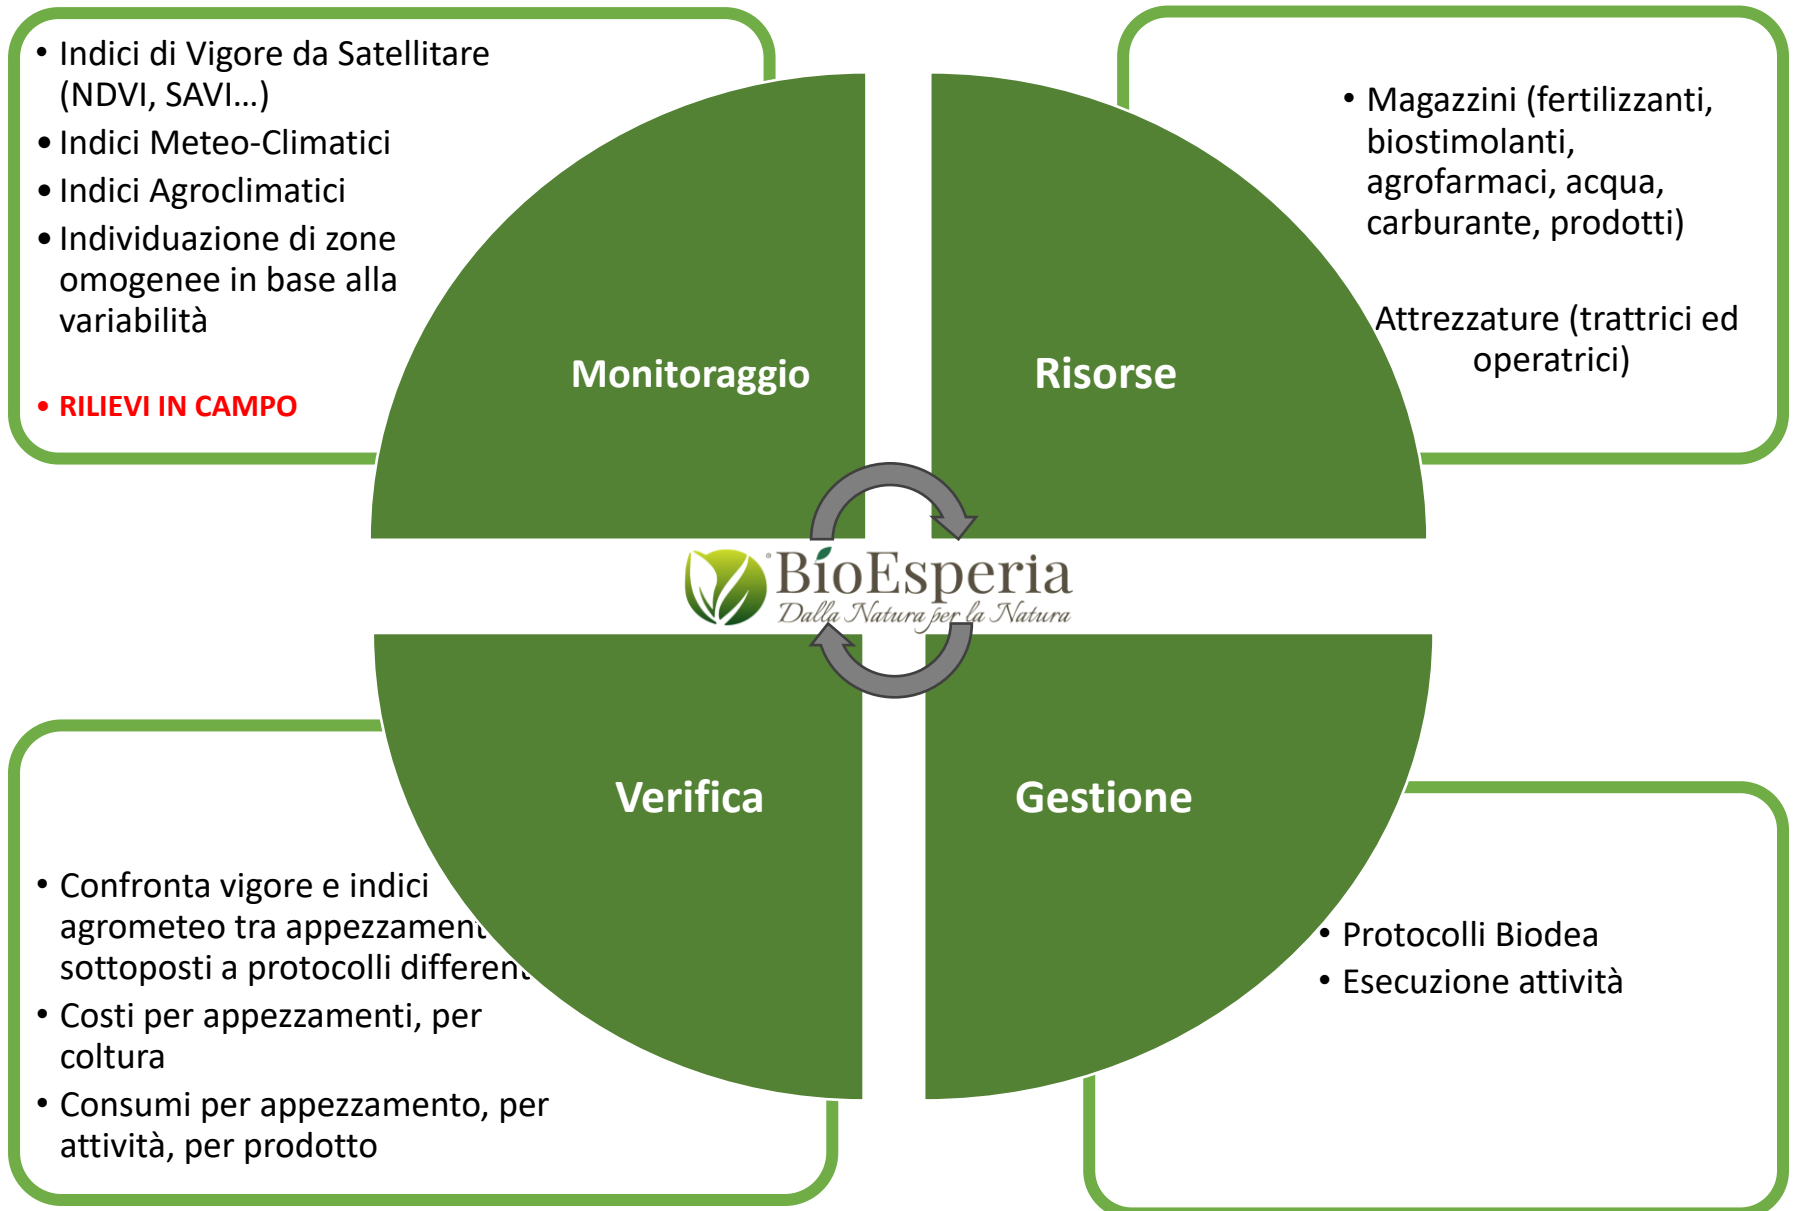 • Indici di Vigore da Satellitare
(NDVI, SAVI...)
• Indici Meteo-Climatici
• Indici Agroclimatici
• Individuazione di zone
omogenee in base alla
variabilità
• RILIEVI IN CAMPO
Monitoraggio
Risorse
• Magazzini (fertilizzanti,
biostimolanti,
agrofarmaci, acqua,
carburante, prodotti)
Attrezzature (trattrici ed
operatrici)
BioEsperia
Dalla Natura per la Natura
Verifica
Gestione
• Confronta vigore e indici
agrometeo tra appezzament
sottoposti a protocolli different
• Costi per appezzamenti, per
coltura
• Consumi per appezzamento, per
attività, per prodotto
• Protocolli Biodea
• Esecuzione attività